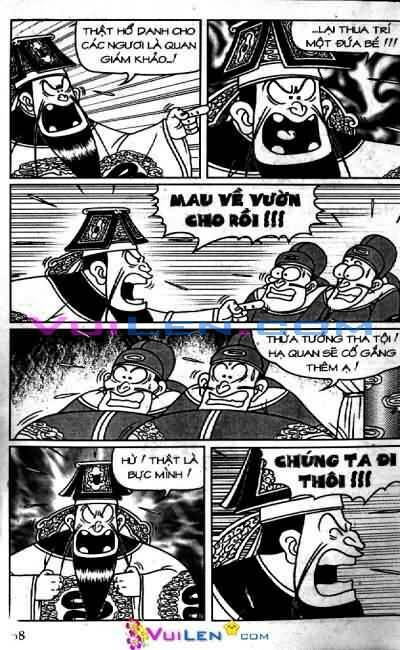 THẬT HỔ DANH CHO
CÁC NGƯƠI LÀ QUAN
GIÁM KHẢO...!
...LẠI THUA TRÍ
MỘT ĐỨA BÉ !!!
MAU VỀ VƯỜN
CHO RỒI !!!
VUILEN.COM
THƯA TƯỚNG THA TỘI !
HẠ QUAN SẼ CỐ GẮNG
THÊM Ạ !
HỪ ! THẬT LÀ
BỰC MÌNH !
CHÚNG TA ĐI
THÔI !!!
58
VUILEN.COM